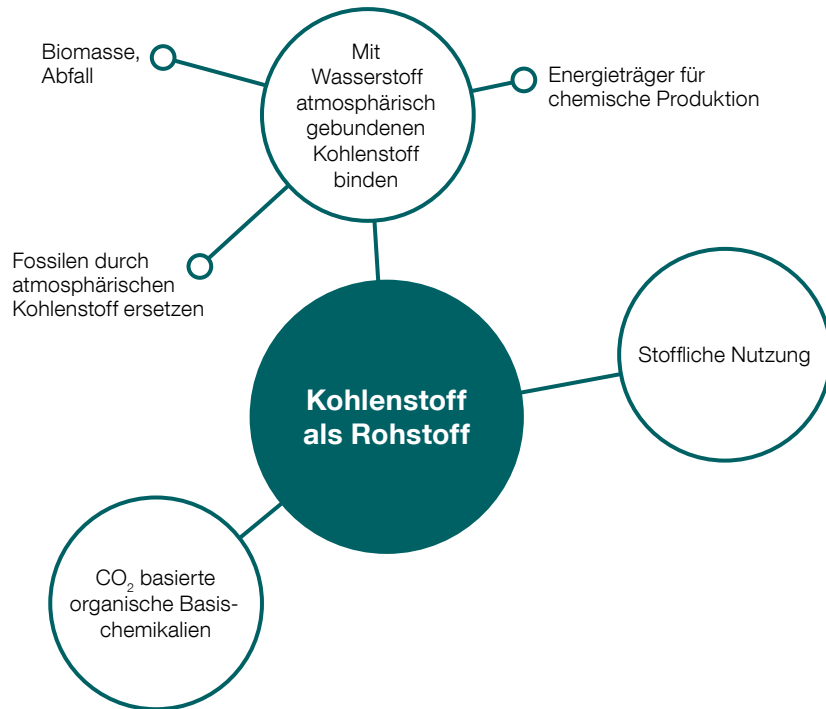 Biomasse,
Abfall
Mit
Wasserstoff
atmosphärisch
gebundenen
Kohlenstoff
binden
Energieträger für
chemische Produktion
Fossilen durch
atmosphärischen
Kohlenstoff ersetzen
Stoffliche Nutzung
Kohlenstoff
als Rohstoff
CO₂ basierte
organische Basis-
chemikalien